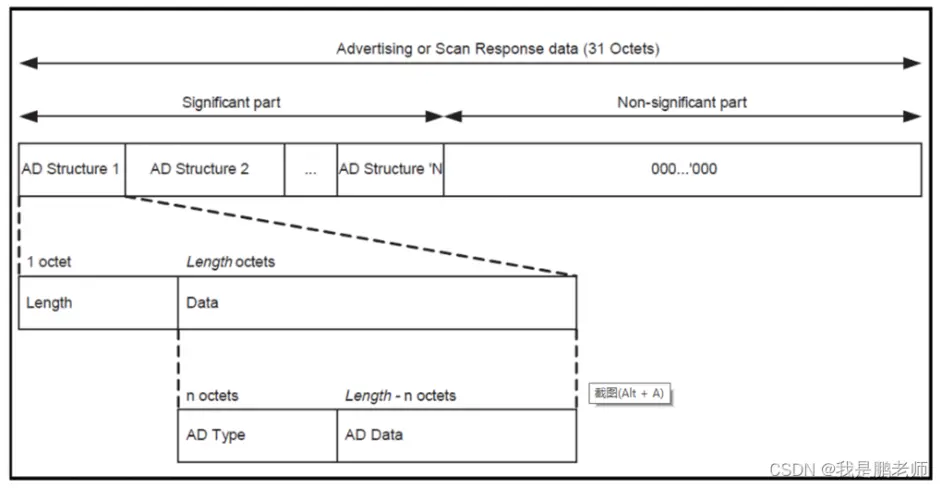 Advertising or Scan Response data (31 Octets)
Significant part
Non-significant part
AD Structure 1
AD Structure 2
...
AD Structure 'N
000...'000
1 octet
Length octets
Length
Data
n octets
Length - n octets
截图(Alt + A)
AD Type
AD Data
CSDN @我是鹏老师